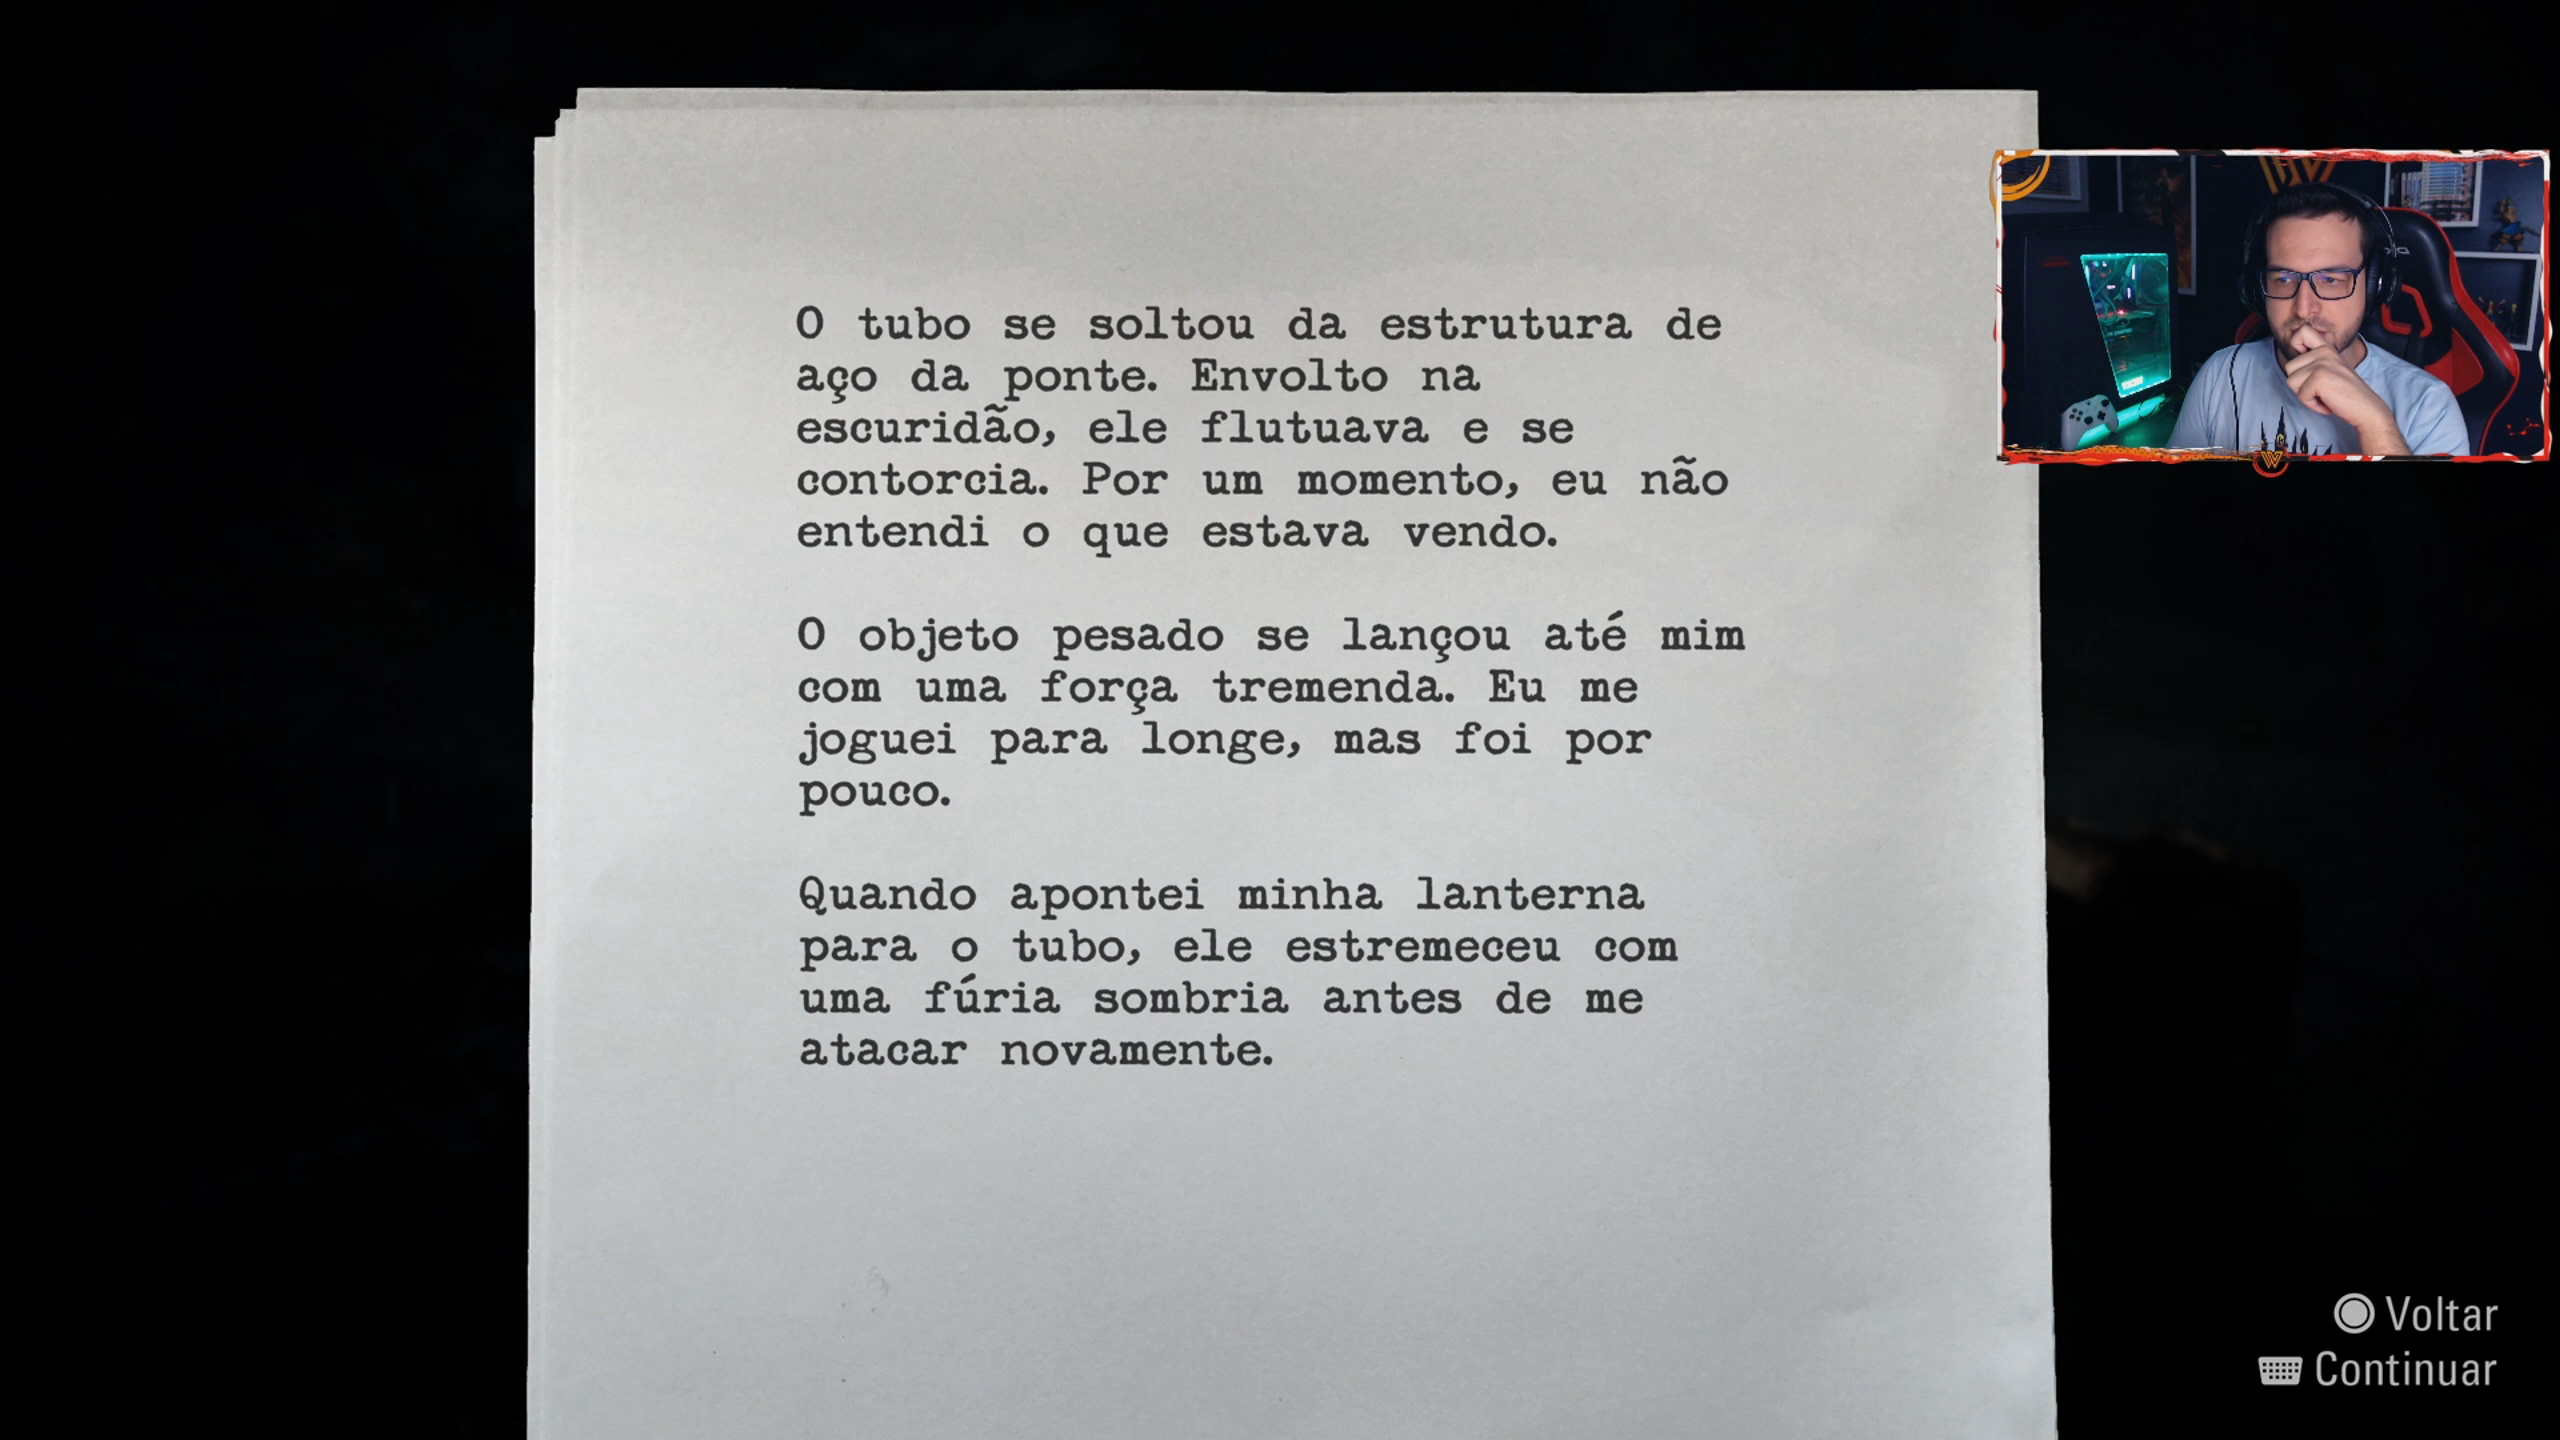 O tubo se soltou da estrutura de
aço da ponte. Envolto na
escuridão, ele flutuava e se
contorcia. Por um momento, eu não
entendi o que estava vendo.
O objeto pesado se lançou até mim
com uma força tremenda. Eu me
joguei para longe, mas foi por
pouco.
Quando apontei minha lanterna
para o tubo, ele estremeceu com
uma fúria sombria antes de me
atacar novamente.
Voltar
Continuar